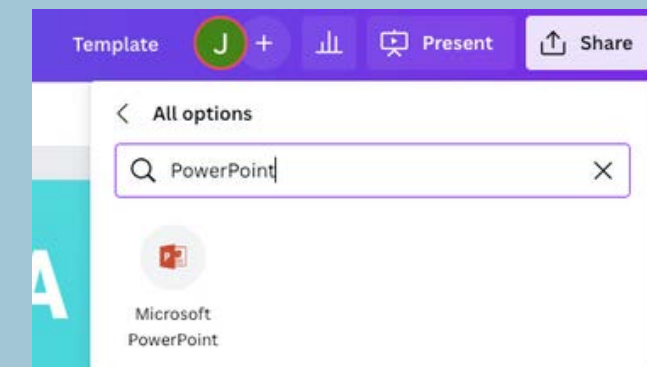 Template J + Present Share
All options
PowerPoint
Microsoft
PowerPoint
A